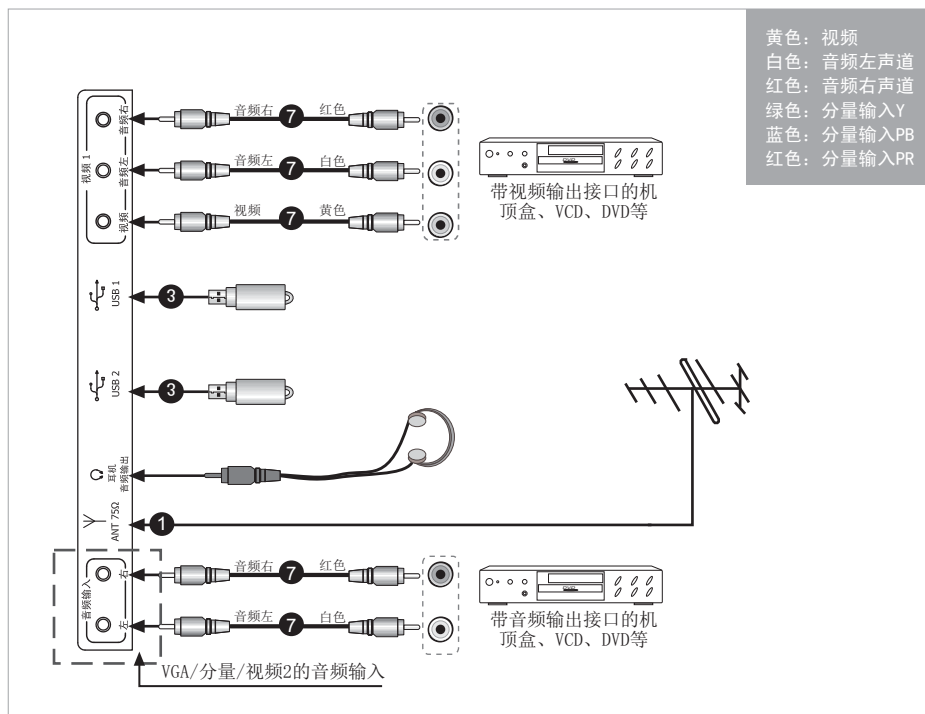 黄色：视频
白色：音频左声道
红色：音频右声道
绿色：分量输入Y
蓝色：分量输入PB
红色：分量输入PR
视频 1
音频右
音频右
7
红色
音频左
音频左
7
白色
视频
视频
7
黄色
带视频输出接口的机
顶盒、VCD、DVD等
USB 1
3
USB 2
3
耳机
音频输出
ANT 75Ω
1
音频输入
右
音频右
7
红色
左
音频左
7
白色
带音频输出接口的机
顶盒、VCD、DVD等
VGA/分量/视频2的音频输入